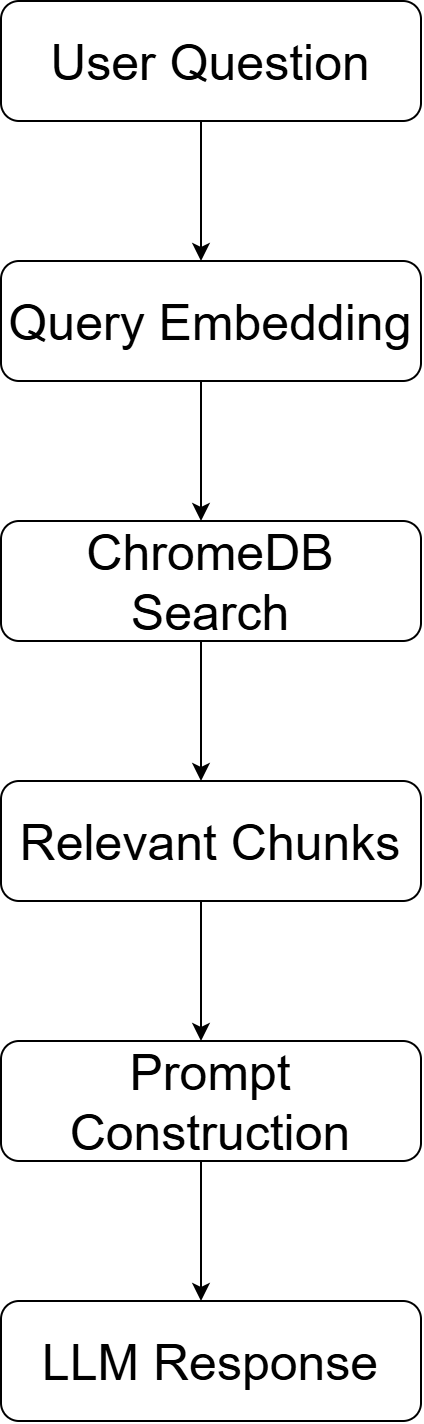 User Question
Query Embedding
ChromeDB
Search
Relevant Chunks
Prompt
Construction
LLM Response